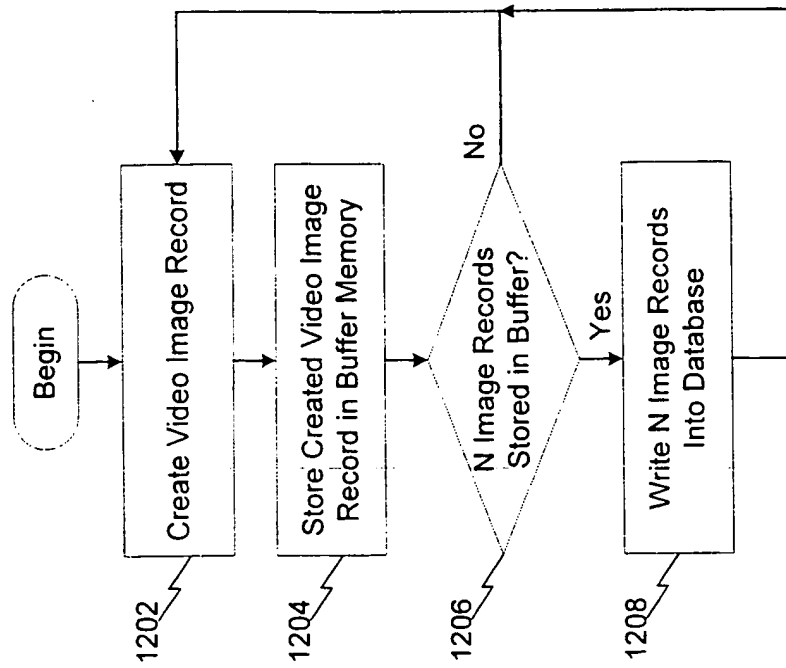 Begin
1202
Create Video Image Record
1204
Store Created Video Image
Record in Buffer Memory
1206
N Image Records
Stored in Buffer?
No
Yes
1208
Write N Image Records
Into Database